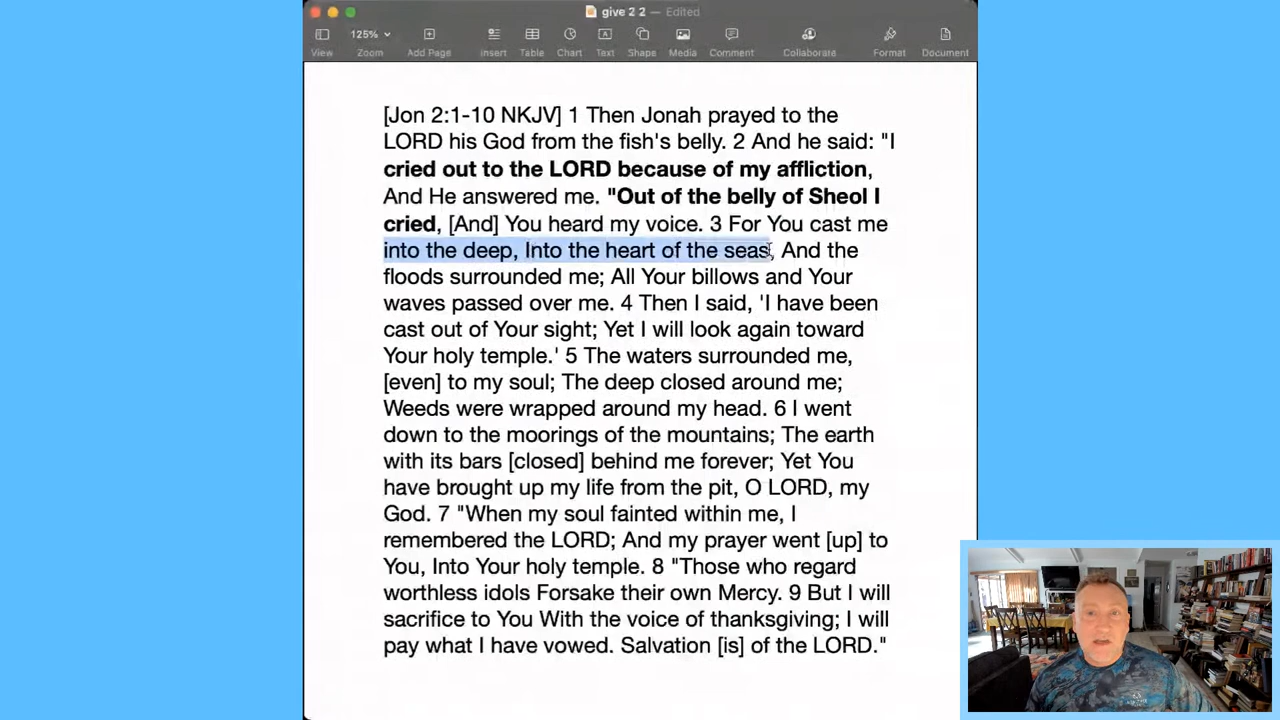 give 2 2 — Edited
125%
View
Zoom
Add Page
Insert
Table
Chart
Text
Shape
Media
Comment
Collaborate
Format
Document
[Jon 2:1-10 NKJV] 1 Then Jonah prayed to the
LORD his God from the fish's belly. 2 And he said: "I
cried out to the LORD because of my affliction,
And He answered me. "Out of the belly of Sheol I
cried, [And] You heard my voice. 3 For You cast me
into the deep, Into the heart of the seas, And the
floods surrounded me; All Your billows and Your
waves passed over me. 4 Then I said, 'I have been
cast out of Your sight; Yet I will look again toward
Your holy temple.' 5 The waters surrounded me,
[even] to my soul; The deep closed around me;
Weeds were wrapped around my head. 6 I went
down to the moorings of the mountains; The earth
with its bars [closed] behind me forever; Yet You
have brought up my life from the pit, O LORD, my
God. 7 "When my soul fainted within me, I
remembered the LORD; And my prayer went [up] to
You, Into Your holy temple. 8 "Those who regard
worthless idols Forsake their own Mercy. 9 But I will
sacrifice to You With the voice of thanksgiving; I will
pay what I have vowed. Salvation [is] of the LORD."